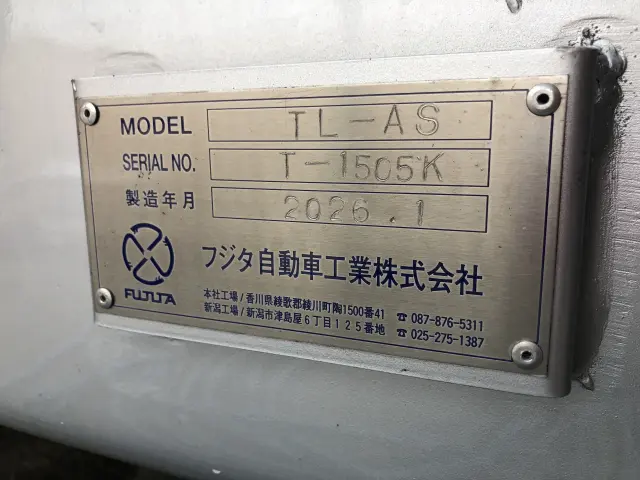 MODEL TL-AS
SERIAL NO. T-1505K
製造年月 2026.1
フジタ自動車工業株式会社
FUJITA
本社工場/香川県綾歌郡綾川町陶1500番41 ☎087-876-5311
新潟工場/新潟市津島屋6丁目125番地 ☎025-275-1387